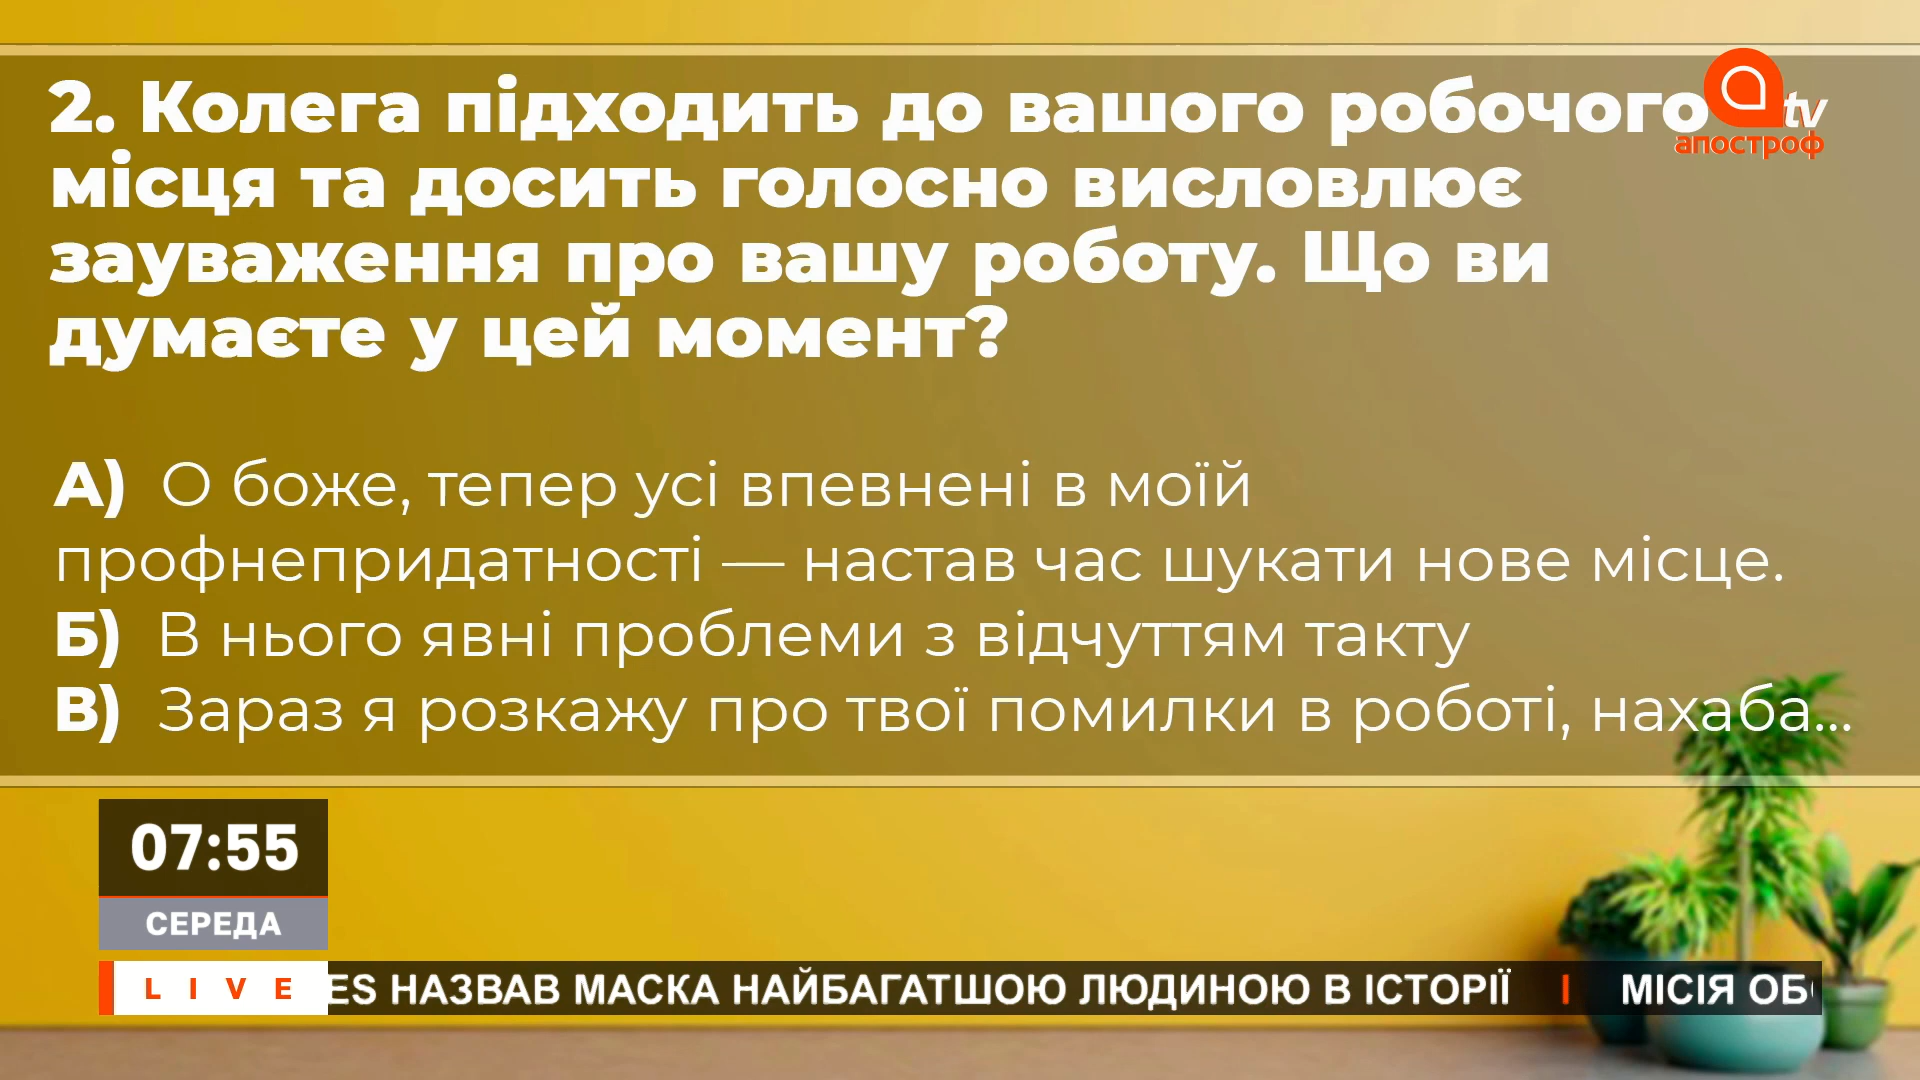 2. Колега підходить до вашого робочого
місця та досить голосно висловлює
зауваження про вашу роботу. Що ви
думаєте у цей момент?
А) О боже, тепер усі впевнені в моїй
профнепридатності — настав час шукати нове місце.
Б) В нього явні проблеми з відчуттям такту
В) Зараз я розкажу про твої помилки в роботі, нахаба...
tv
апостроф
07:55
СЕРЕДА
LIVE
ES НАЗВАВ МАСКА НАЙБАГАТШОЮ ЛЮДИНОЮ В ІСТОРІЇ | МІСІЯ